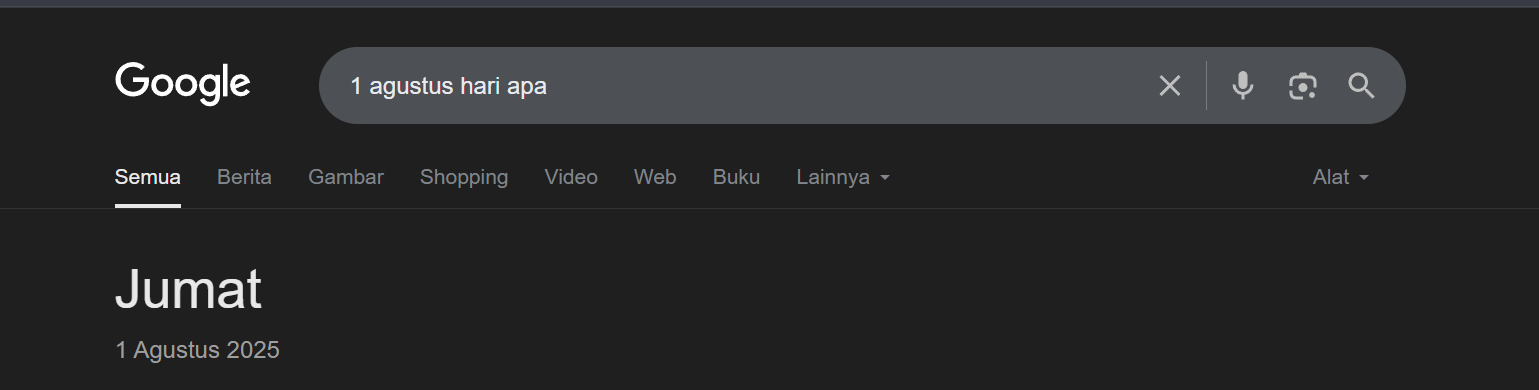 Google
1 agustus hari apa
Semua Berita Gambar Shopping Video Web Buku Lainnya Alat
Jumat
1 Agustus 2025